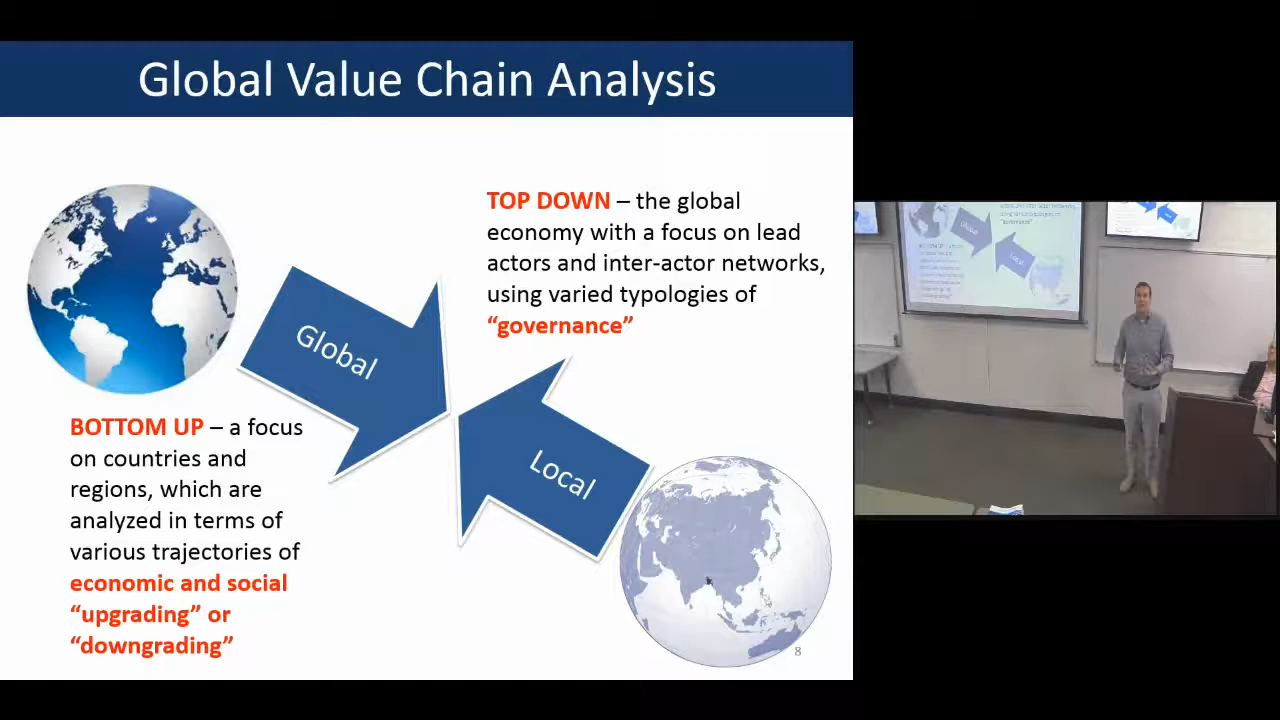 Global Value Chain Analysis
TOP DOWN – the global
economy with a focus on lead
actors and inter-actor networks,
using varied typologies of
“governance”
Global
Local
BOTTOM UP – a focus
on countries and
regions, which are
analyzed in terms of
various trajectories of
economic and social
“upgrading” or
“downgrading”
8
Global
Local